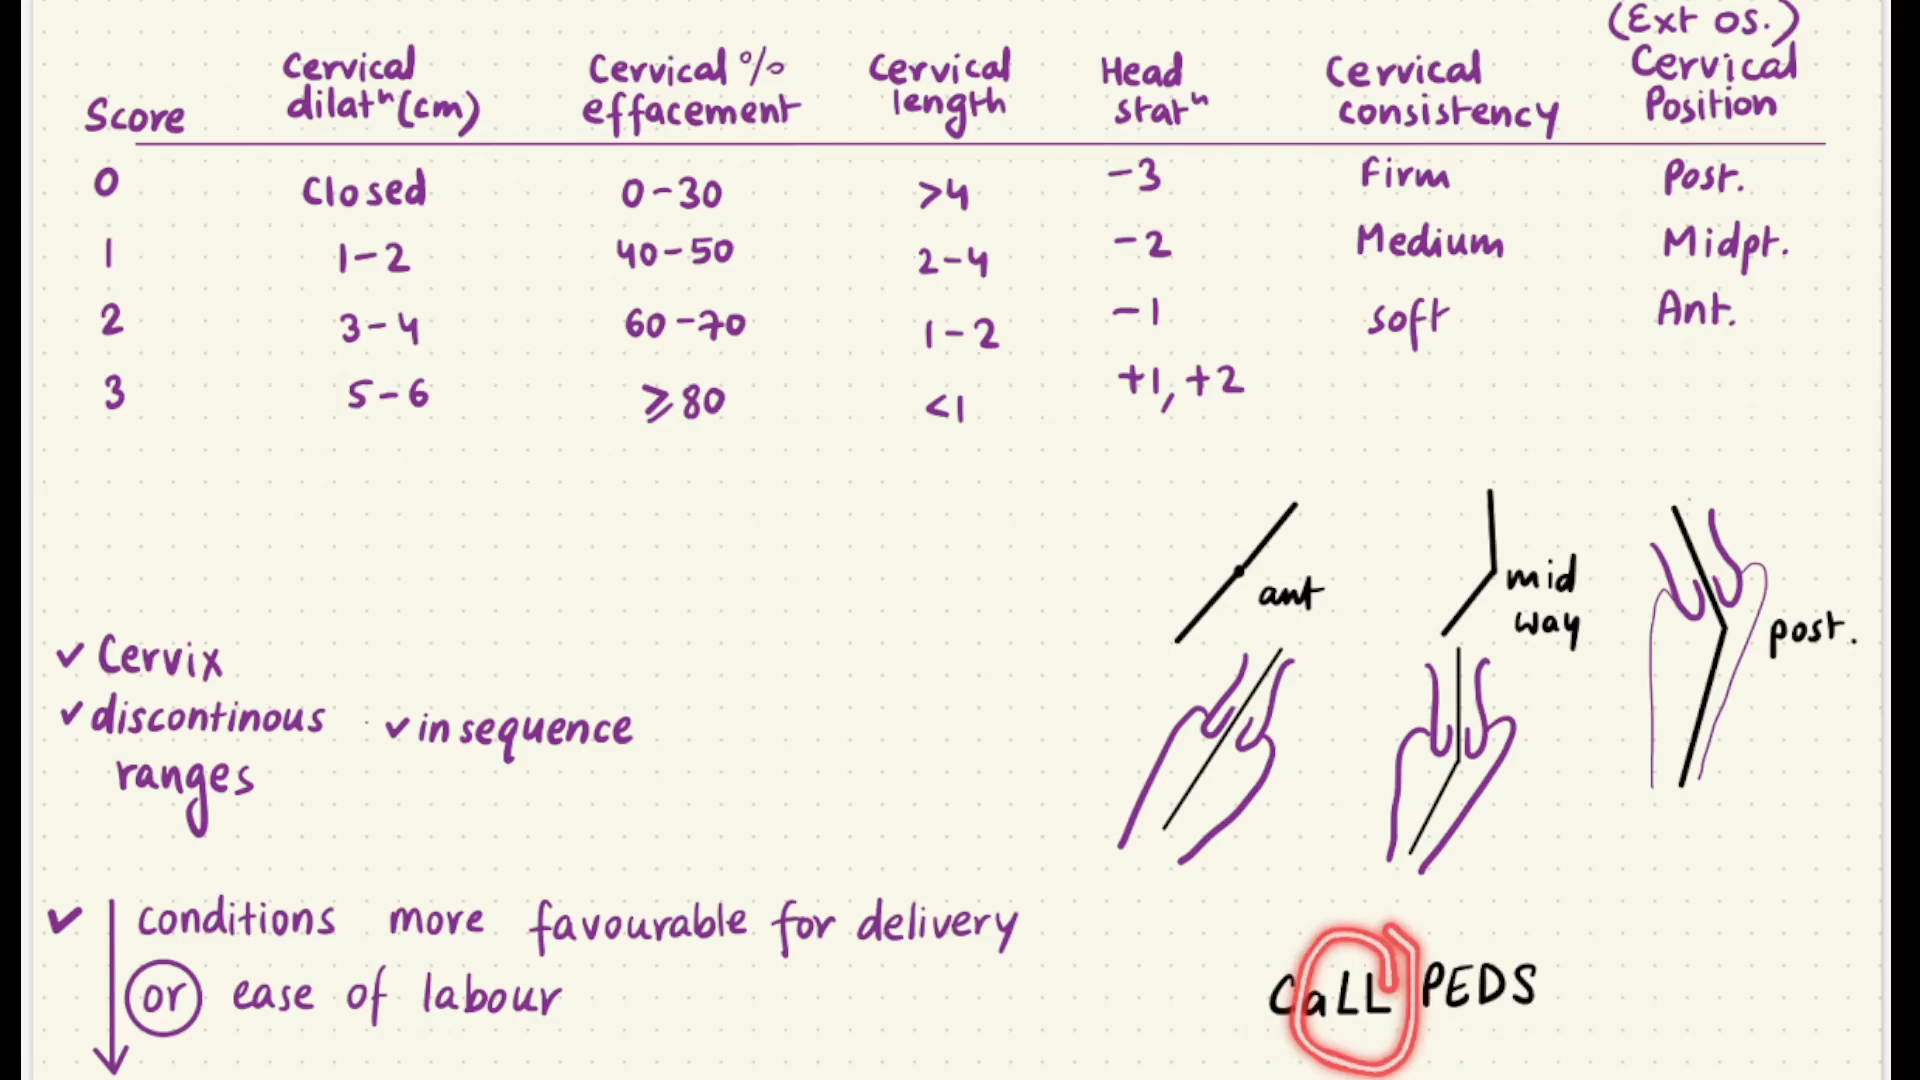 (Ext os.)
Score Cervical dilatⁿ(cm) Cervical % effacement Cervical length Head statⁿ Cervical consistency Cervical Position
0 Closed 0-30 >4 -3 Firm Post.
1 1-2 40-50 2-4 -2 Medium Midpt.
2 3-4 60-70 1-2 -1 soft Ant.
3 5-6 ≥80 <1 +1, +2
ant
mid
way
post.
✓ Cervix
✓ discontinous ✓ in sequence
ranges
✓ conditions more favourable for delivery
or ease of labour
CaLL PEDS